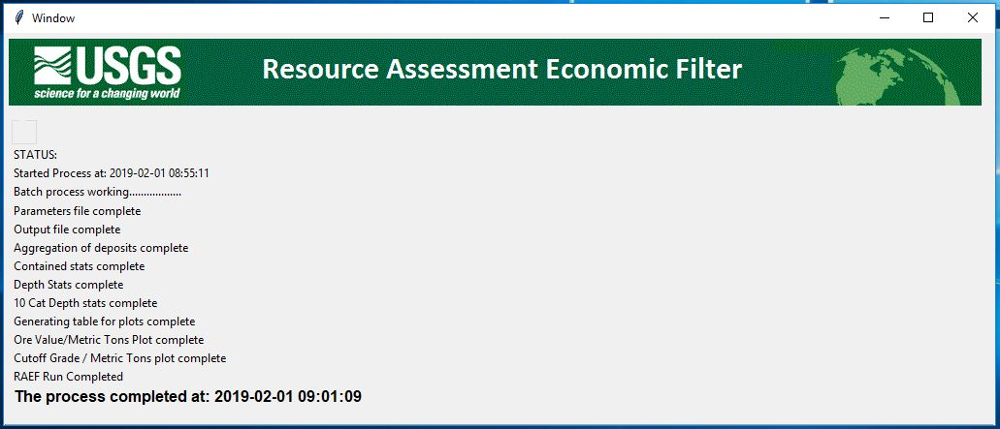 Window
USGS
science for a changing world
Resource Assessment Economic Filter
STATUS:
Started Process at: 2019-02-01 08:55:11
Batch process working..................
Parameters file complete
Output file complete
Aggregation of deposits complete
Contained stats complete
Depth Stats complete
10 Cat Depth stats complete
Generating table for plots complete
Ore Value/Metric Tons Plot complete
Cutoff Grade / Metric Tons plot complete
RAEF Run Completed
The process completed at: 2019-02-01 09:01:09